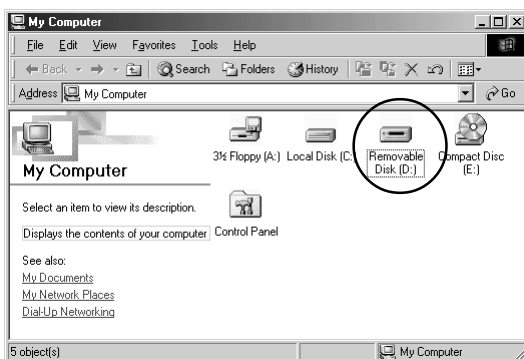 My Computer
File Edit View Favorites Tools Help
Back Search Folders History
Address My Computer Go
3½ Floppy (A:) Local Disk (C: Removable Disk (D:) Compact Disc (E:)
My Computer
Select an item to view its description.
Displays the contents of your computer
Control Panel
See also:
My Documents
My Network Places
Dial-Up Networking
5 object(s) My Computer